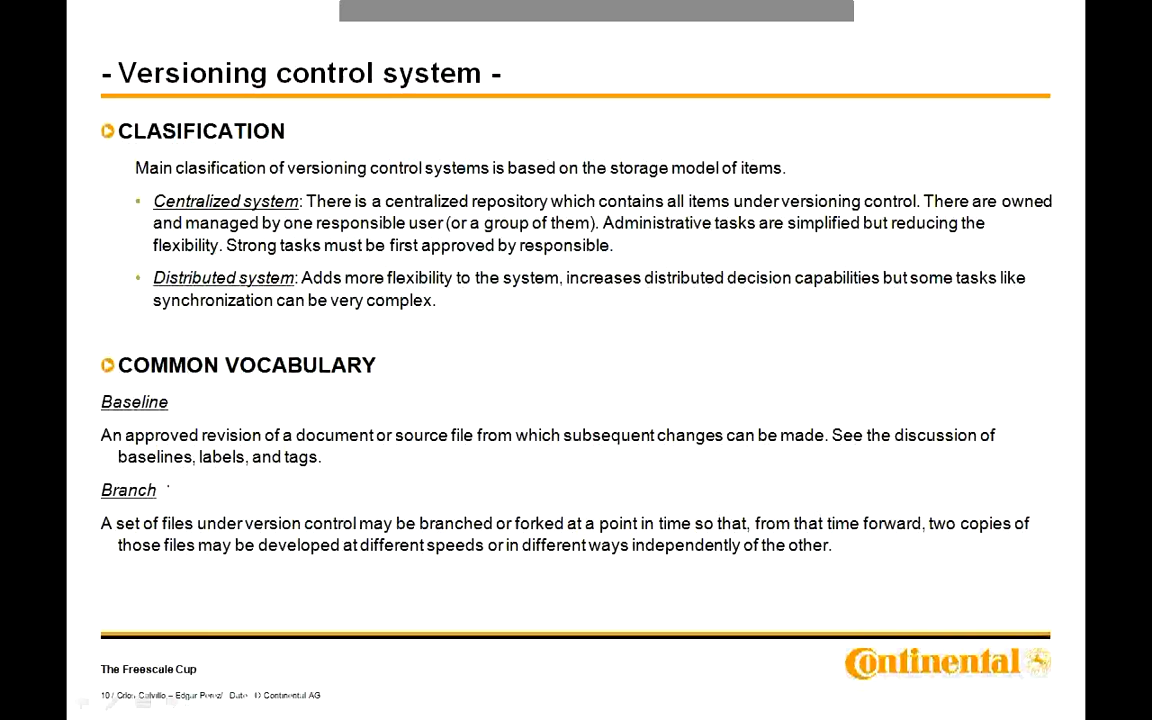 - Versioning control system -
CLASIFICATION
Main clasification of versioning control systems is based on the storage model of items.
• Centralized system: There is a centralized repository which contains all items under versioning control. There are owned
and managed by one responsible user (or a group of them). Administrative tasks are simplified but reducing the
flexibility. Strong tasks must be first approved by responsible.
• Distributed system: Adds more flexibility to the system, increases distributed decision capabilities but some tasks like
synchronization can be very complex.
COMMON VOCABULARY
Baseline
An approved revision of a document or source file from which subsequent changes can be made. See the discussion of
baselines, labels, and tags.
Branch
A set of files under version control may be branched or forked at a point in time so that, from that time forward, two copies of
those files may be developed at different speeds or in different ways independently of the other.
The Freescale Cup
Continental
10 / Calvillo – Edgar © Continental AG